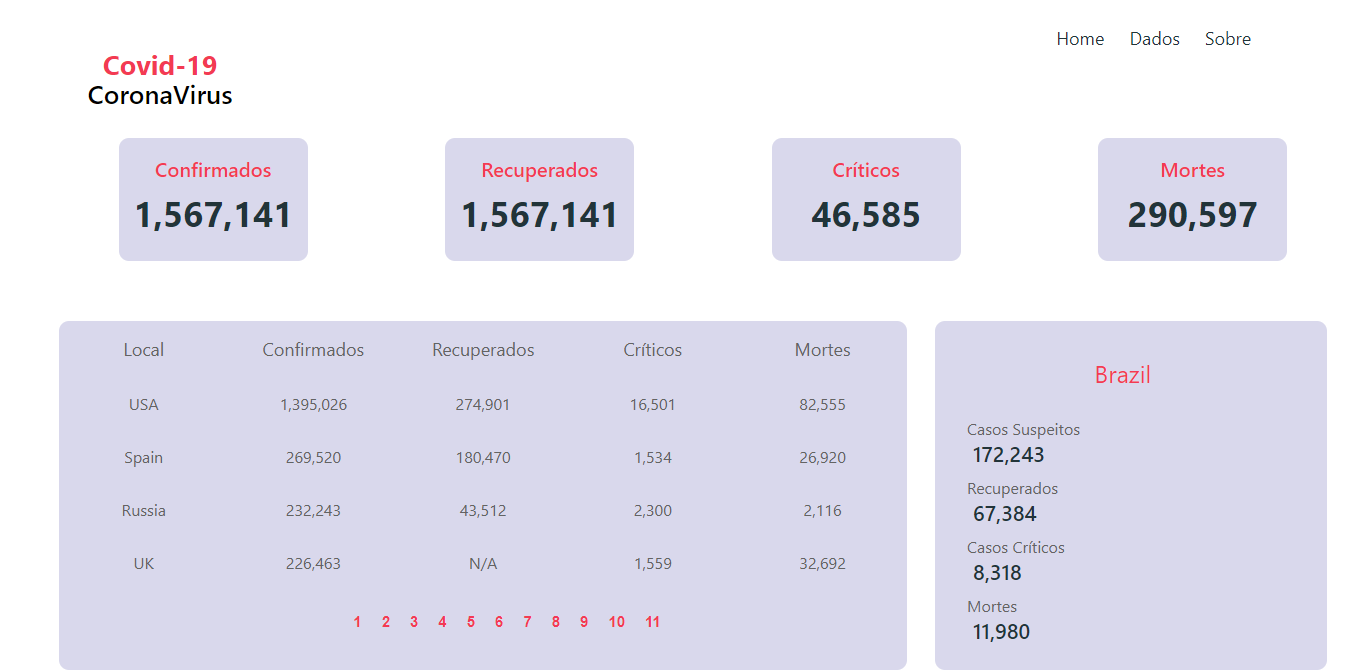 Home Dados Sobre
Covid-19
CoronaVirus
Confirmados Recuperados Críticos Mortes
1,567,141 1,567,141 46,585 290,597
Local Confirmados Recuperados Críticos Mortes
USA 1,395,026 274,901 16,501 82,555
Spain 269,520 180,470 1,534 26,920
Russia 232,243 43,512 2,300 2,116
UK 226,463 N/A 1,559 32,692
1 2 3 4 5 6 7 8 9 10 11
Brazil
Casos Suspeitos
172,243
Recuperados
67,384
Casos Críticos
8,318
Mortes
11,980